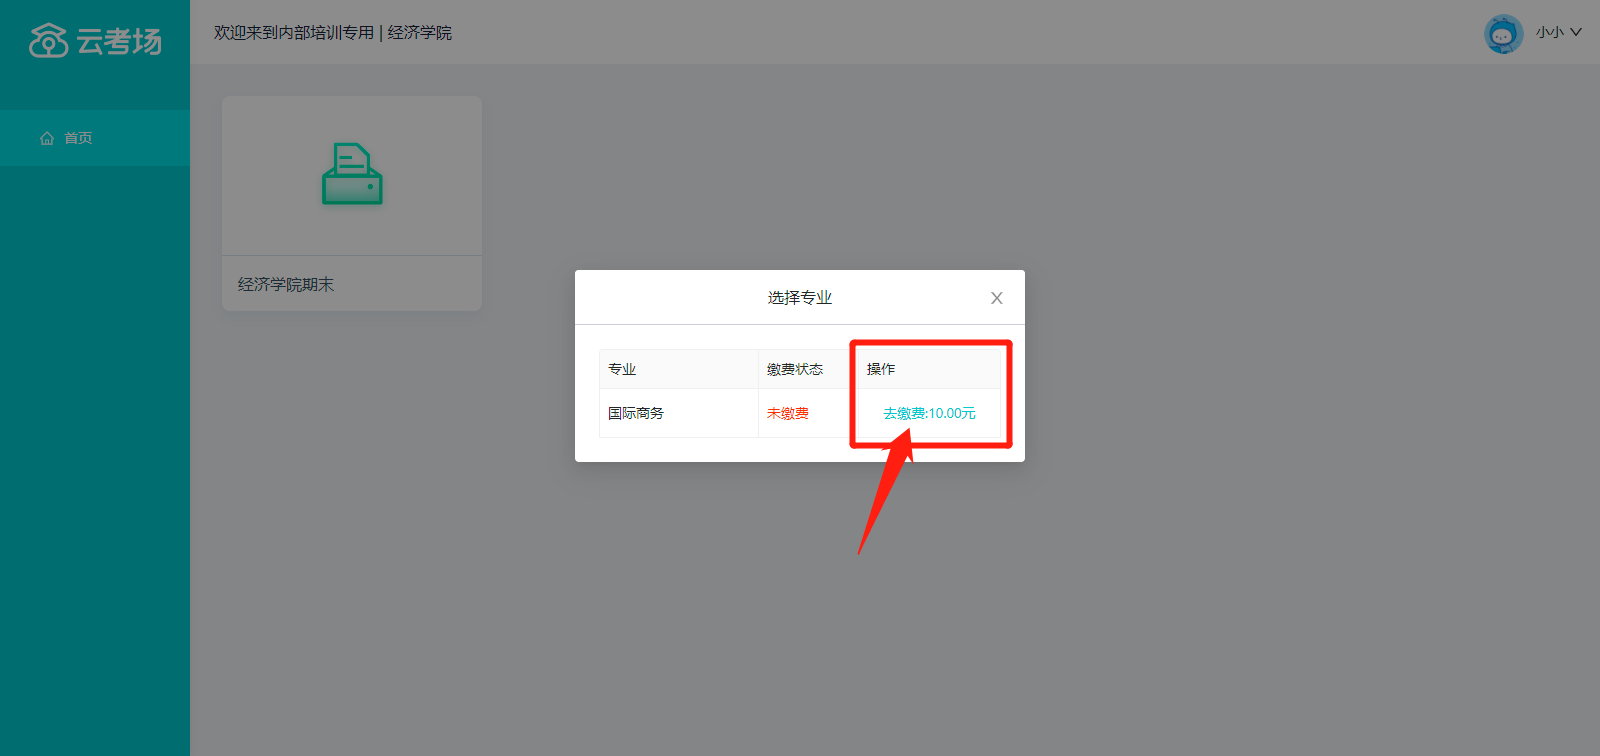 云考场
欢迎来到内部培训专用 | 经济学院
小小
首页
经济学院期末
选择专业
专业 缴费状态 操作
国际商务 未缴费 去缴费:10.00元